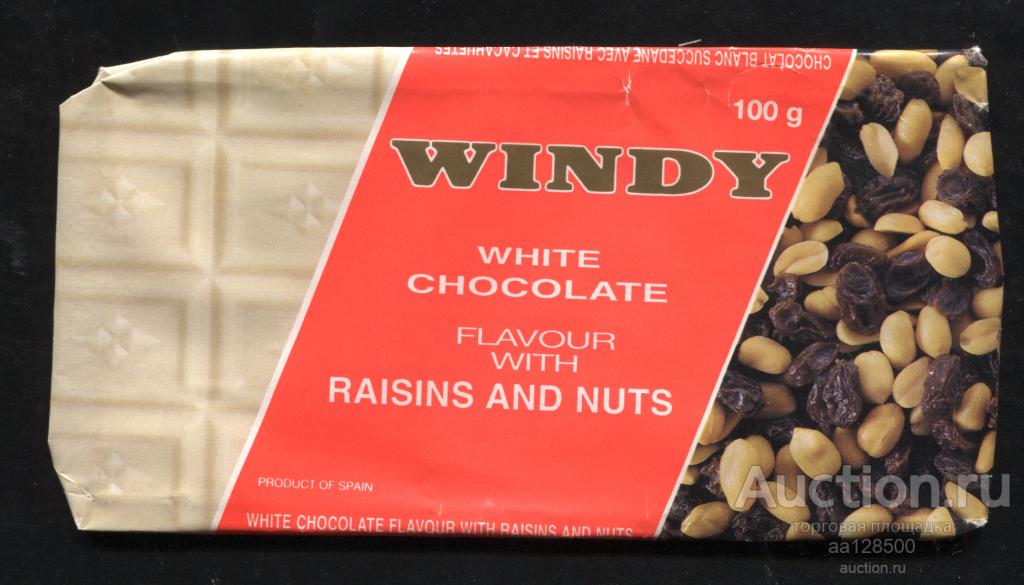 CHOCOLAT BLANC SUCCEDANE AVEC RAISINS ET CACAHUETES
100 g
WINDY
WHITE
CHOCOLATE
FLAVOUR
WITH
RAISINS AND NUTS
PRODUCT OF SPAIN
WHITE CHOCOLATE FLAVOUR WITH RAISINS AND NUTS
Auction.ru
торговая площадка
aa128500
auction.ru